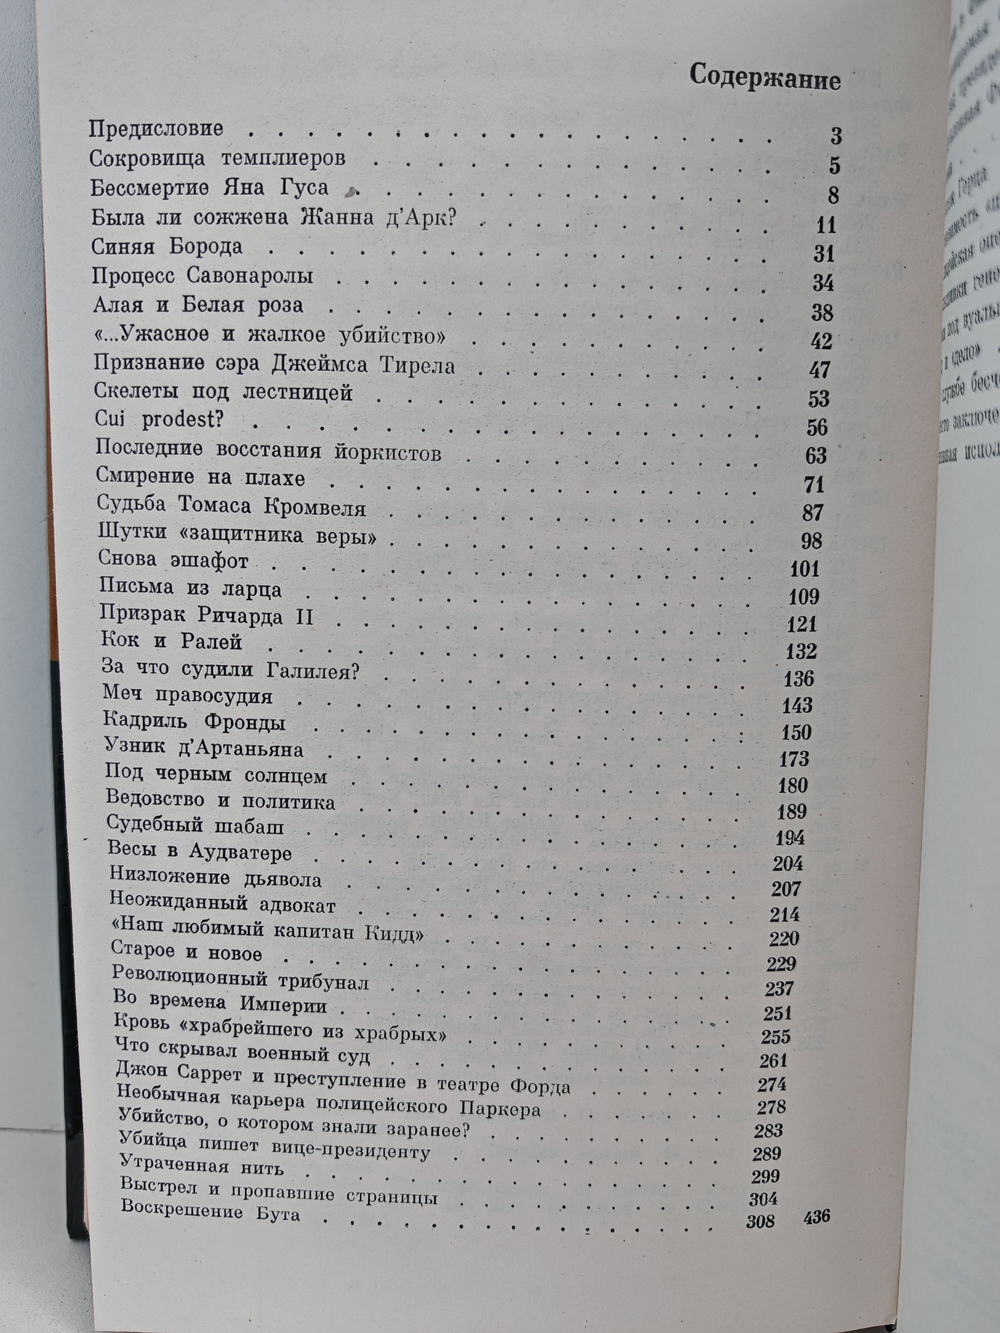 Содержание
Предисловие . . . . . . . . . . . . . . . . . . 3
Сокровища темплиеров . . . . . . . . . . . . . 5
Бессмертие Яна Гуса . . . . . . . . . . . . . . 8
Была ли сожжена Жанна д'Арк? . . . . . . . . . . 11
Синяя Борода . . . . . . . . . . . . . . . . . 31
Процесс Савонаролы . . . . . . . . . . . . . . 34
Алая и Белая роза . . . . . . . . . . . . . . . 38
«...Ужасное и жалкое убийство» . . . . . . . . . 42
Признание сэра Джеймса Тирела . . . . . . . . . 47
Скелеты под лестницей . . . . . . . . . . . . . 53
Cui prodest? . . . . . . . . . . . . . . . . . 56
Последние восстания йоркистов . . . . . . . . . 63
Смирение на плахе . . . . . . . . . . . . . . . 71
Судьба Томаса Кромвеля . . . . . . . . . . . . 87
Шутки «защитника веры» . . . . . . . . . . . . 98
Снова эшафот . . . . . . . . . . . . . . . . . 101
Письма из ларца . . . . . . . . . . . . . . . . 109
Призрак Ричарда II . . . . . . . . . . . . . . 121
Кок и Ралей . . . . . . . . . . . . . . . . . . 132
За что судили Галилея? . . . . . . . . . . . . 136
Меч правосудия . . . . . . . . . . . . . . . . 143
Кадриль Фронды . . . . . . . . . . . . . . . . 150
Узник д'Артаньяна . . . . . . . . . . . . . . . 173
Под черным солнцем . . . . . . . . . . . . . . 180
Ведовство и политика . . . . . . . . . . . . . 189
Судебный шабаш . . . . . . . . . . . . . . . . 194
Весы в Аудватере . . . . . . . . . . . . . . . 204
Низложение дьявола . . . . . . . . . . . . . . 207
Неожиданный адвокат . . . . . . . . . . . . . . 214
«Наш любимый капитан Кидд» . . . . . . . . . . . 220
Старое и новое . . . . . . . . . . . . . . . . 229
Революционный трибунал . . . . . . . . . . . . 237
Во времена Империи . . . . . . . . . . . . . . 251
Кровь «храбрейшего из храбрых» . . . . . . . . . 255
Что скрывал военный суд . . . . . . . . . . . . 261
Джон Саррет и преступление в театре Форда . . . . . 274
Необычная карьера полицейского Паркера . . . . . . 278
Убийство, о котором знали заранее? . . . . . . . . 283
Убийца пишет вице-президенту . . . . . . . . . . 289
Утраченная нить . . . . . . . . . . . . . . . . 299
Выстрел и пропавшие страницы . . . . . . . . . . 304
Воскрешение Бута . . . . . . . . . . . . . . . 308
436